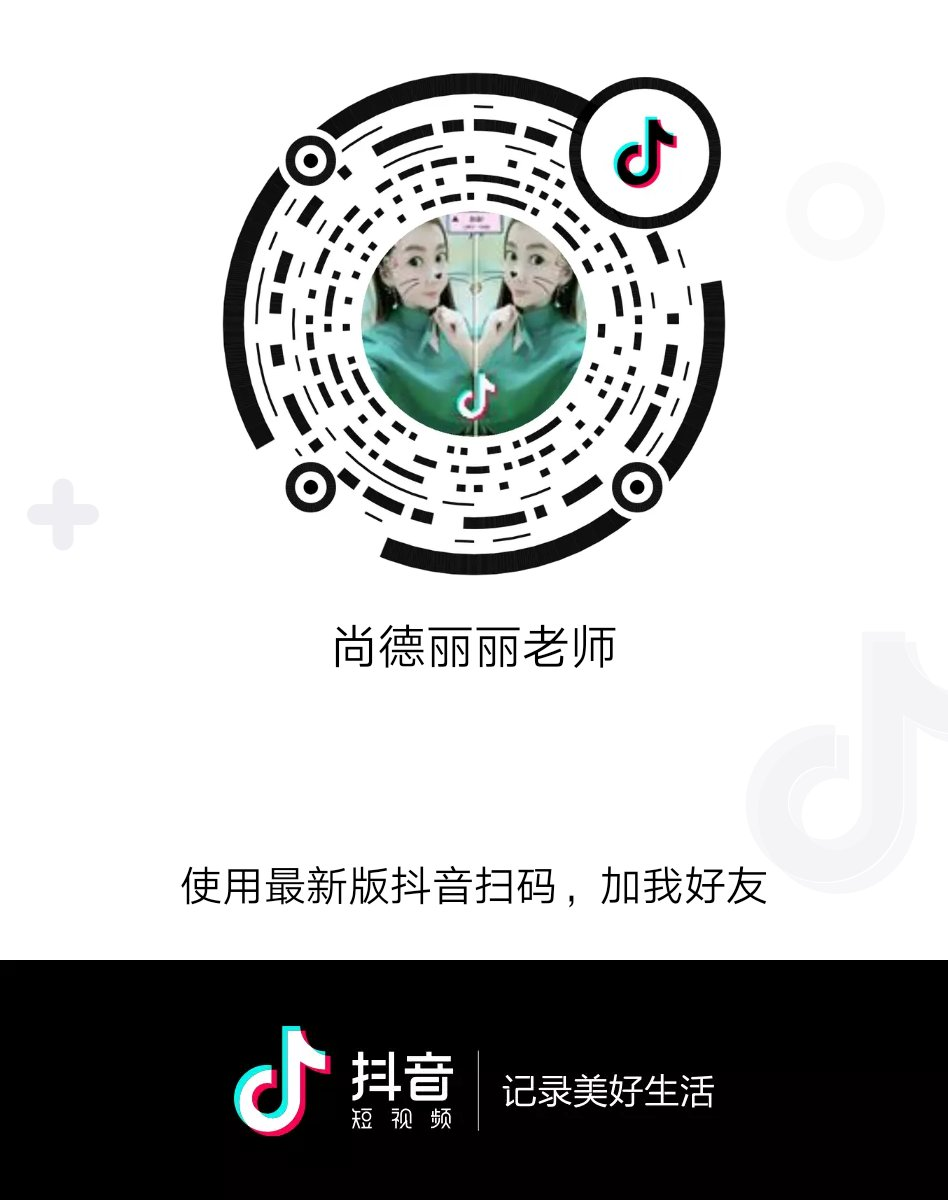 尚德丽丽老师
使用最新版抖音扫码，加我好友
抖音
短视频
记录美好生活